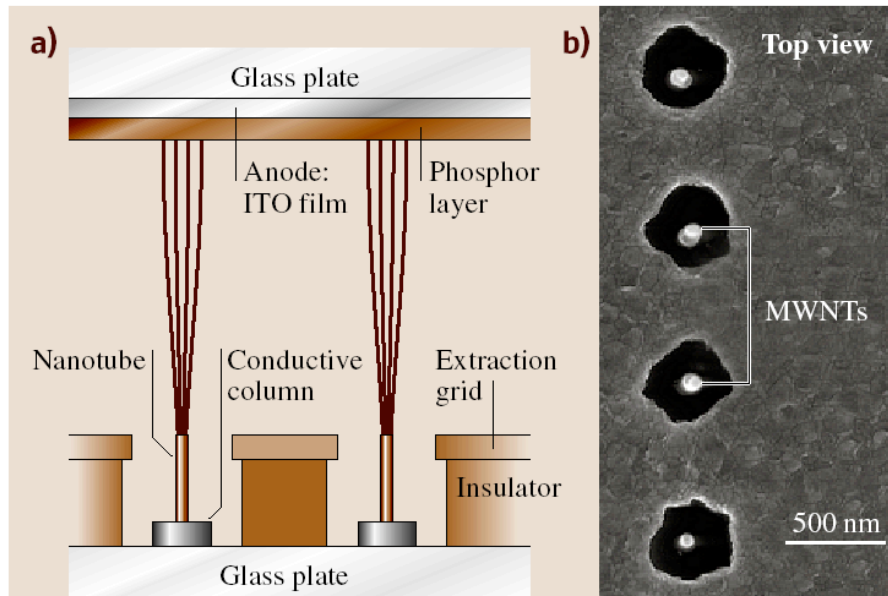 a)
Glass plate
Anode:
ITO film
Phosphor
layer
Nanotube
Conductive
column
Extraction
grid
Insulator
Glass plate
b)
Top view
MWNTs
500 nm